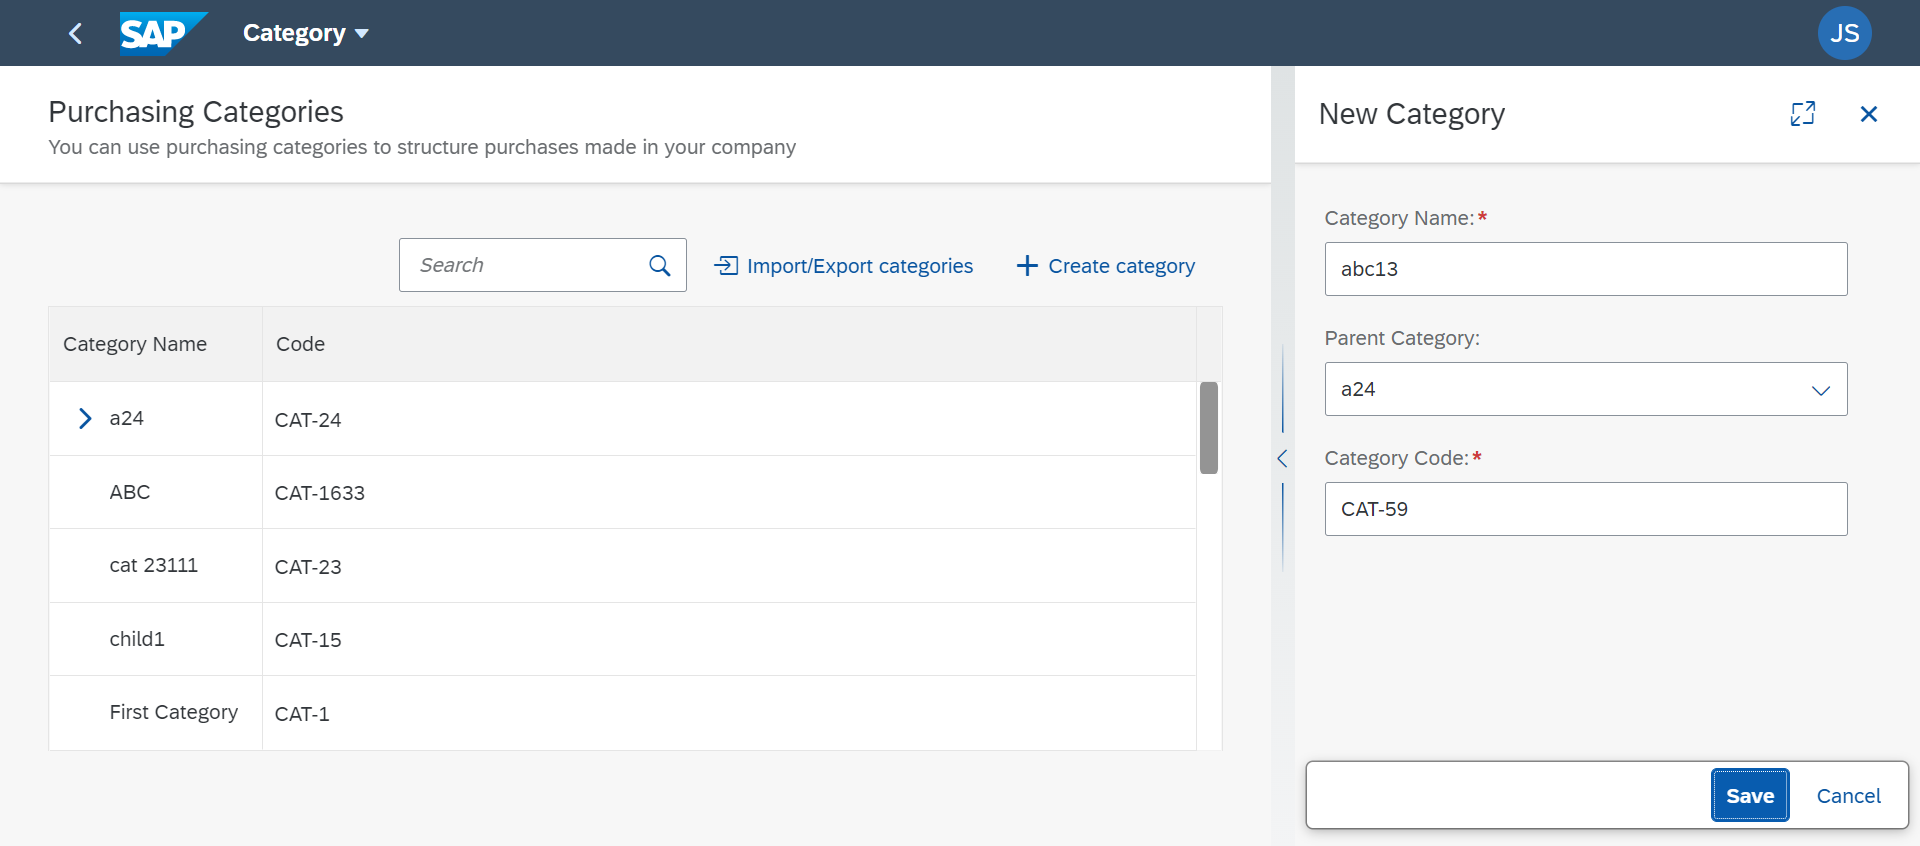 SAP
Category
JS
Purchasing Categories
You can use purchasing categories to structure purchases made in your company
Search
Import/Export categories
Create category
Category Name
Code
a24
CAT-24
ABC
CAT-1633
cat 23111
CAT-23
child1
CAT-15
First Category
CAT-1
New Category
Category Name:*
abc13
Parent Category:
a24
Category Code:*
CAT-59
Save
Cancel